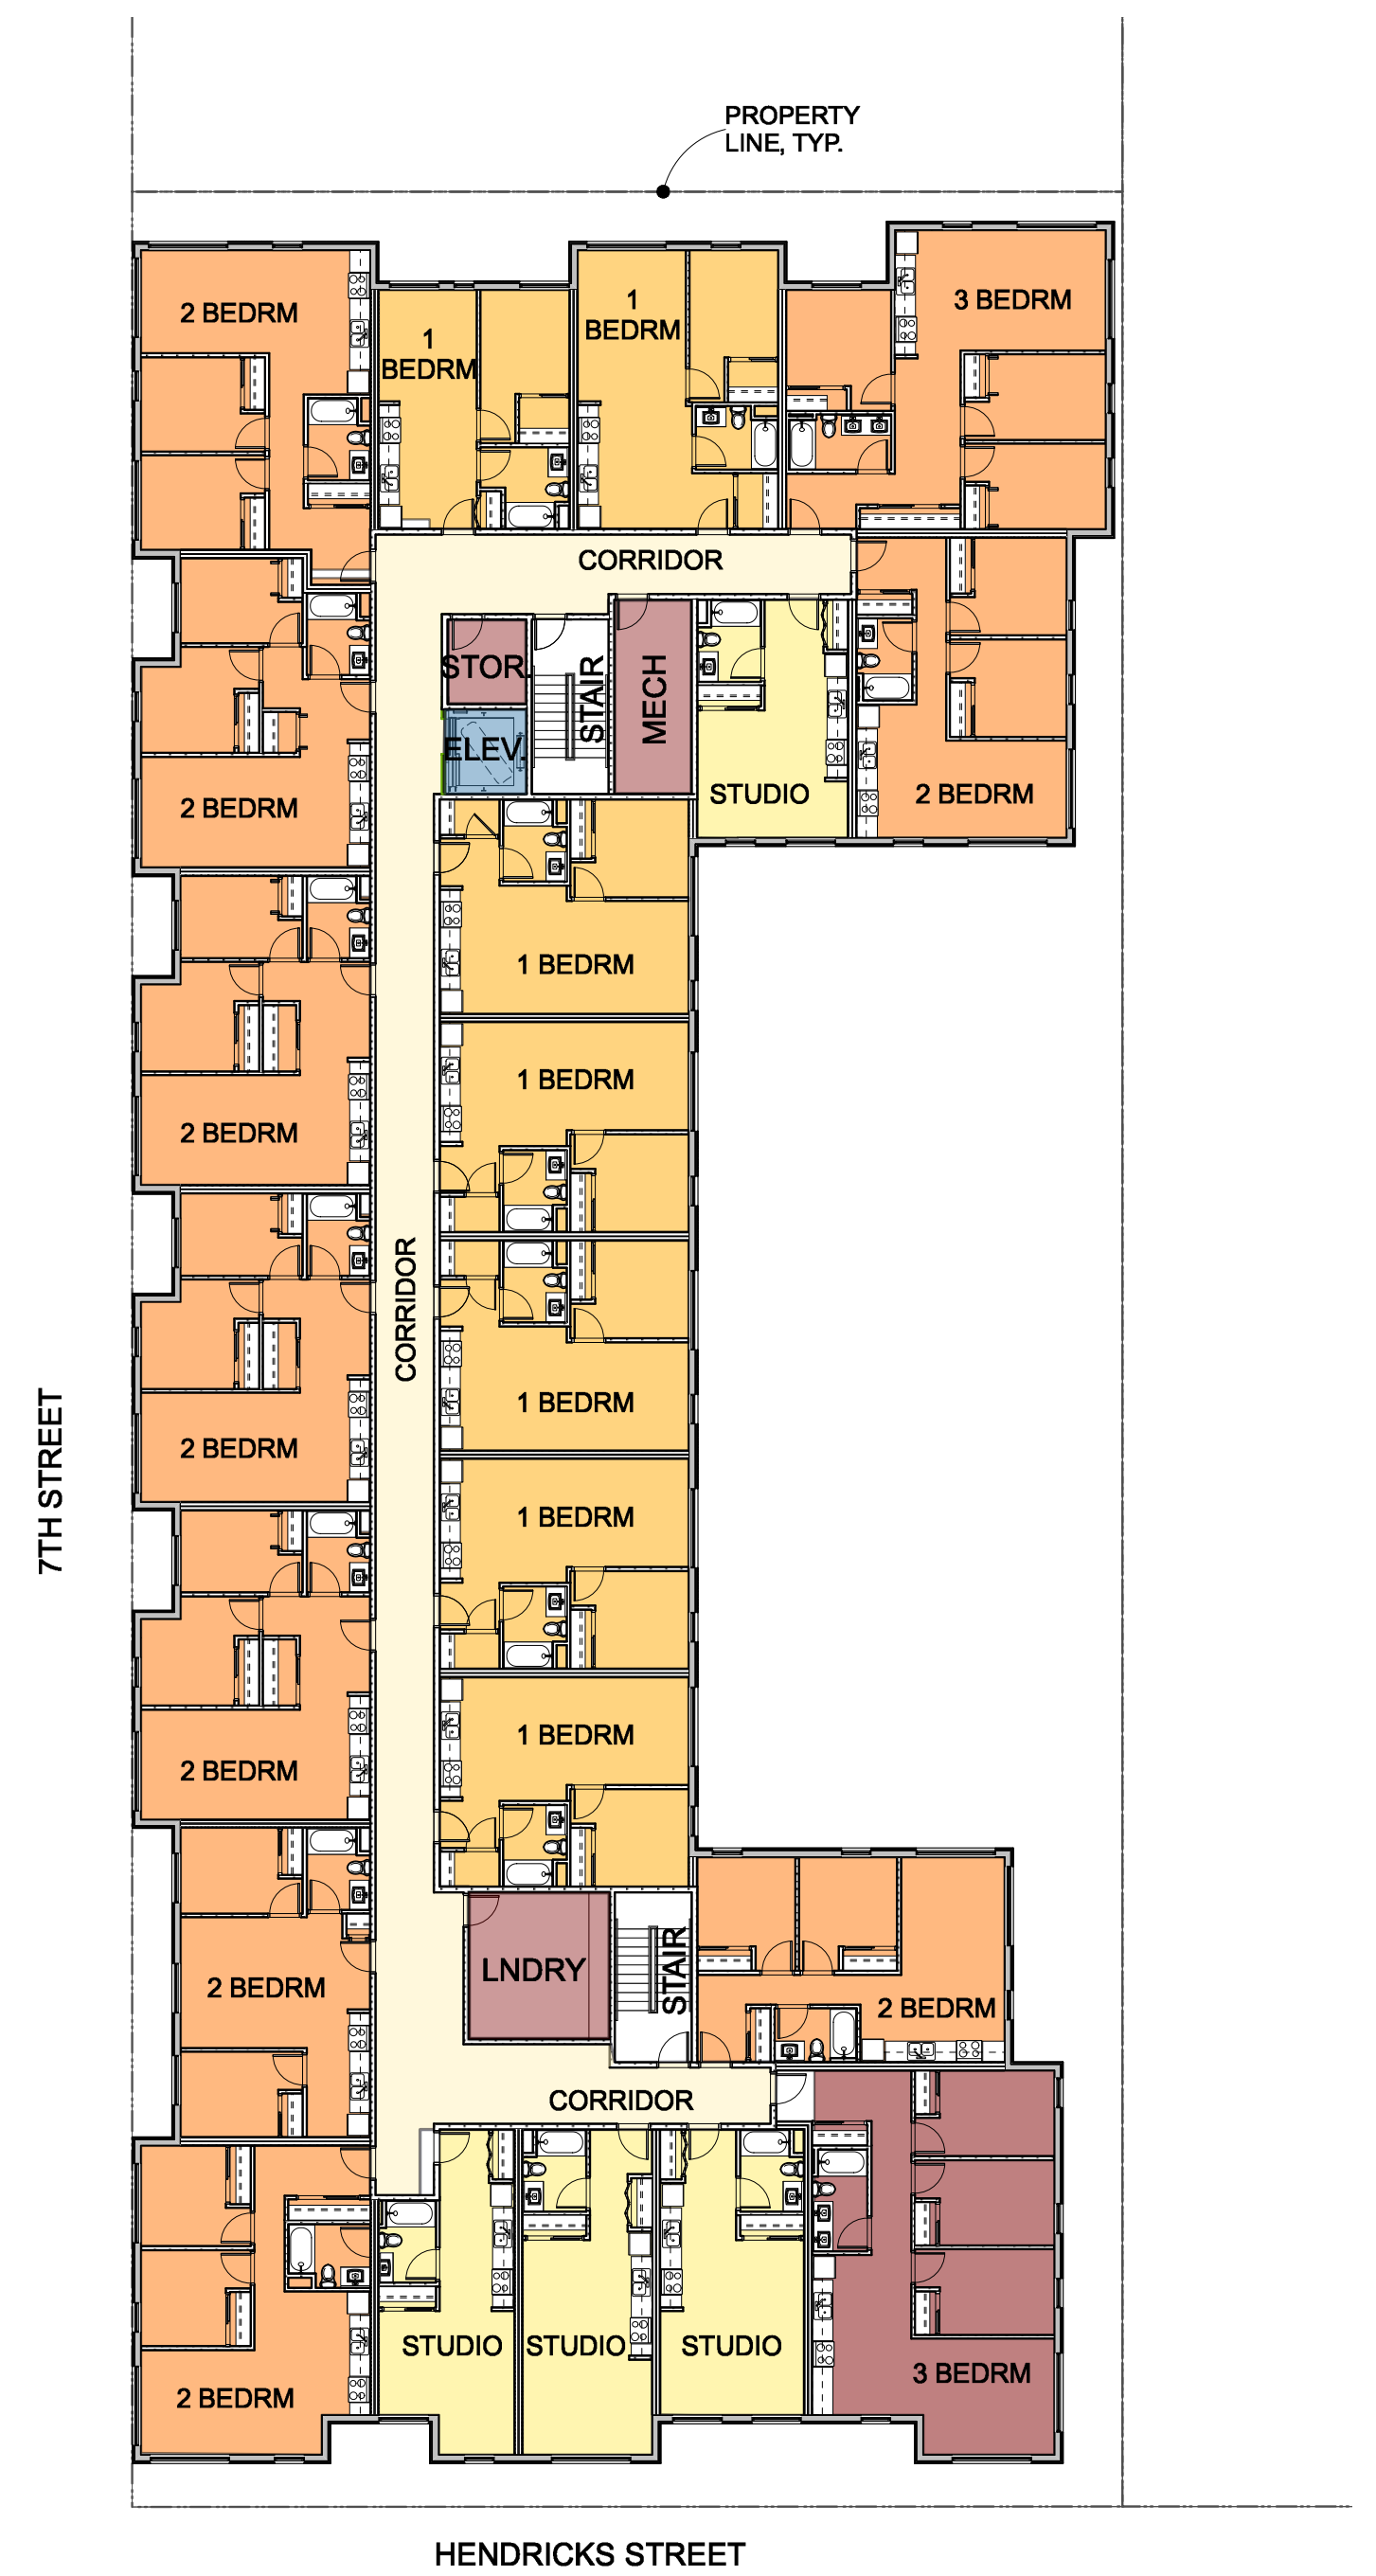 PROPERTY
LINE, TYP.
2 BEDRM
1
BEDRM
1
BEDRM
3 BEDRM
CORRIDOR
STOR.
STAIR
MECH
ELEV.
STUDIO
2 BEDRM
2 BEDRM
1 BEDRM
1 BEDRM
2 BEDRM
CORRIDOR
1 BEDRM
2 BEDRM
7TH STREET
1 BEDRM
1 BEDRM
2 BEDRM
LNDRY
STAIR
2 BEDRM
2 BEDRM
CORRIDOR
STUDIO
STUDIO
STUDIO
3 BEDRM
2 BEDRM
HENDRICKS STREET